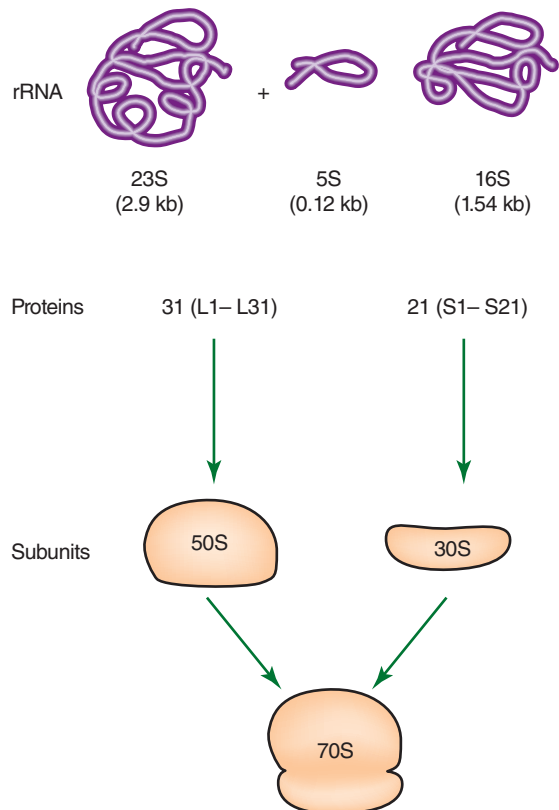 rRNA
+
23S
(2.9 kb)
5S
(0.12 kb)
16S
(1.54 kb)
Proteins
31 (L1– L31)
21 (S1– S21)
Subunits
50S
30S
70S